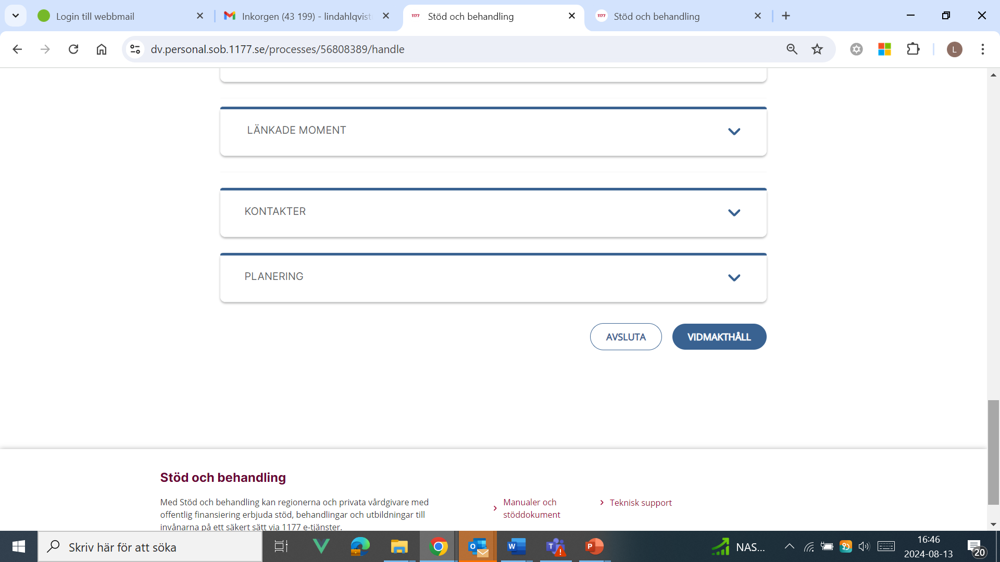 Login till webbmail
Inkorgen (43 199) - lindahlqvist
1177 Stöd och behandling
1177 Stöd och behandling
dv.personal.sob.1177.se/processes/56808389/handle
L
LÄNKADE MOMENT
KONTAKTER
PLANERING
AVSLUTA
VIDMAKTHÅLL
Stöd och behandling
Med Stöd och behandling kan regionerna och privata vårdgivare med
offentlig finansiering erbjuda stöd, behandlingar och utbildningar till
invånarna på ett säkert sätt via 1177 e-tjänster.
Manualer och
stöddokument
Teknisk support
Skriv här för att söka
NAS...
16:46
2024-08-13
20